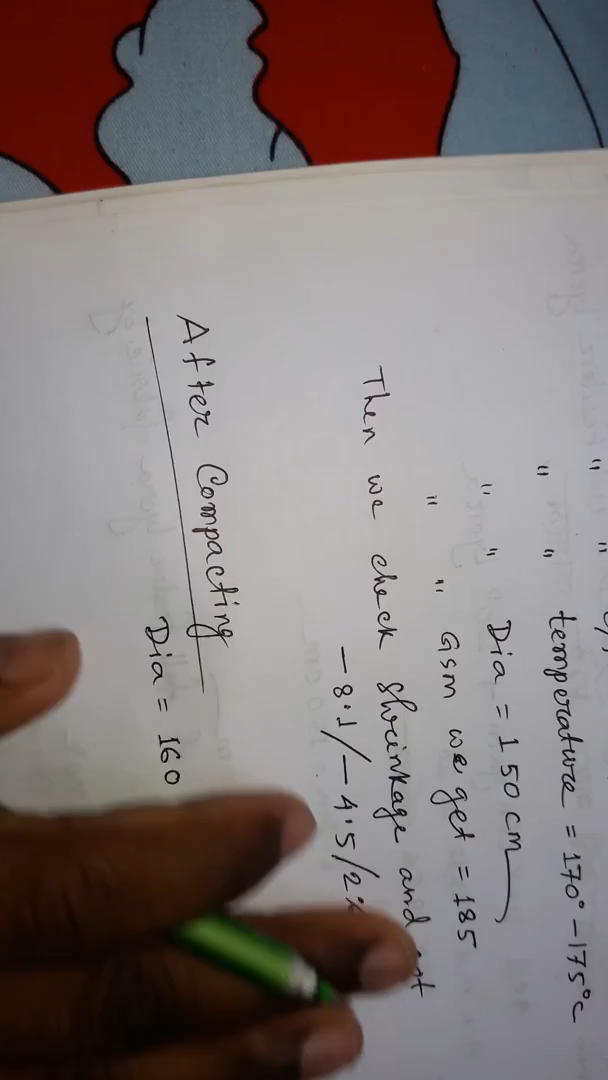 " "
" " temperature = 170° - 175°C
" " Dia = 150 cm
" " Gsm we get = 185
Then we check shrinkage and
- 8.1 / - 4.5 / 2%
After Compacting
Dia = 160